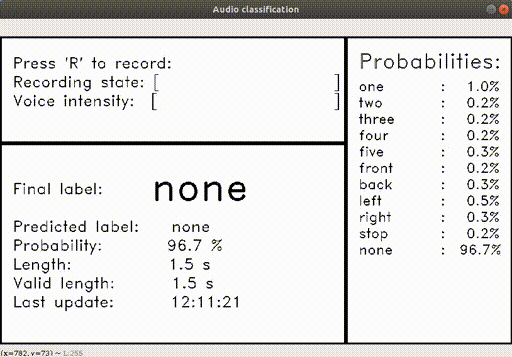 Audio classification
Press 'R' to record:
Recording state: [ ]
Voice intensity: [ ]
Final label: none
Predicted label: none
Probability: 96.7 %
Length: 1.5 s
Valid length: 1.5 s
Last update: 12:11:21
Probabilities:
one : 1.0%
two : 0.2%
three : 0.2%
four : 0.2%
five : 0.3%
front : 0.2%
back : 0.3%
left : 0.5%
right : 0.3%
stop : 0.2%
none : 96.7%
(x=782, y=73) ~ L:255